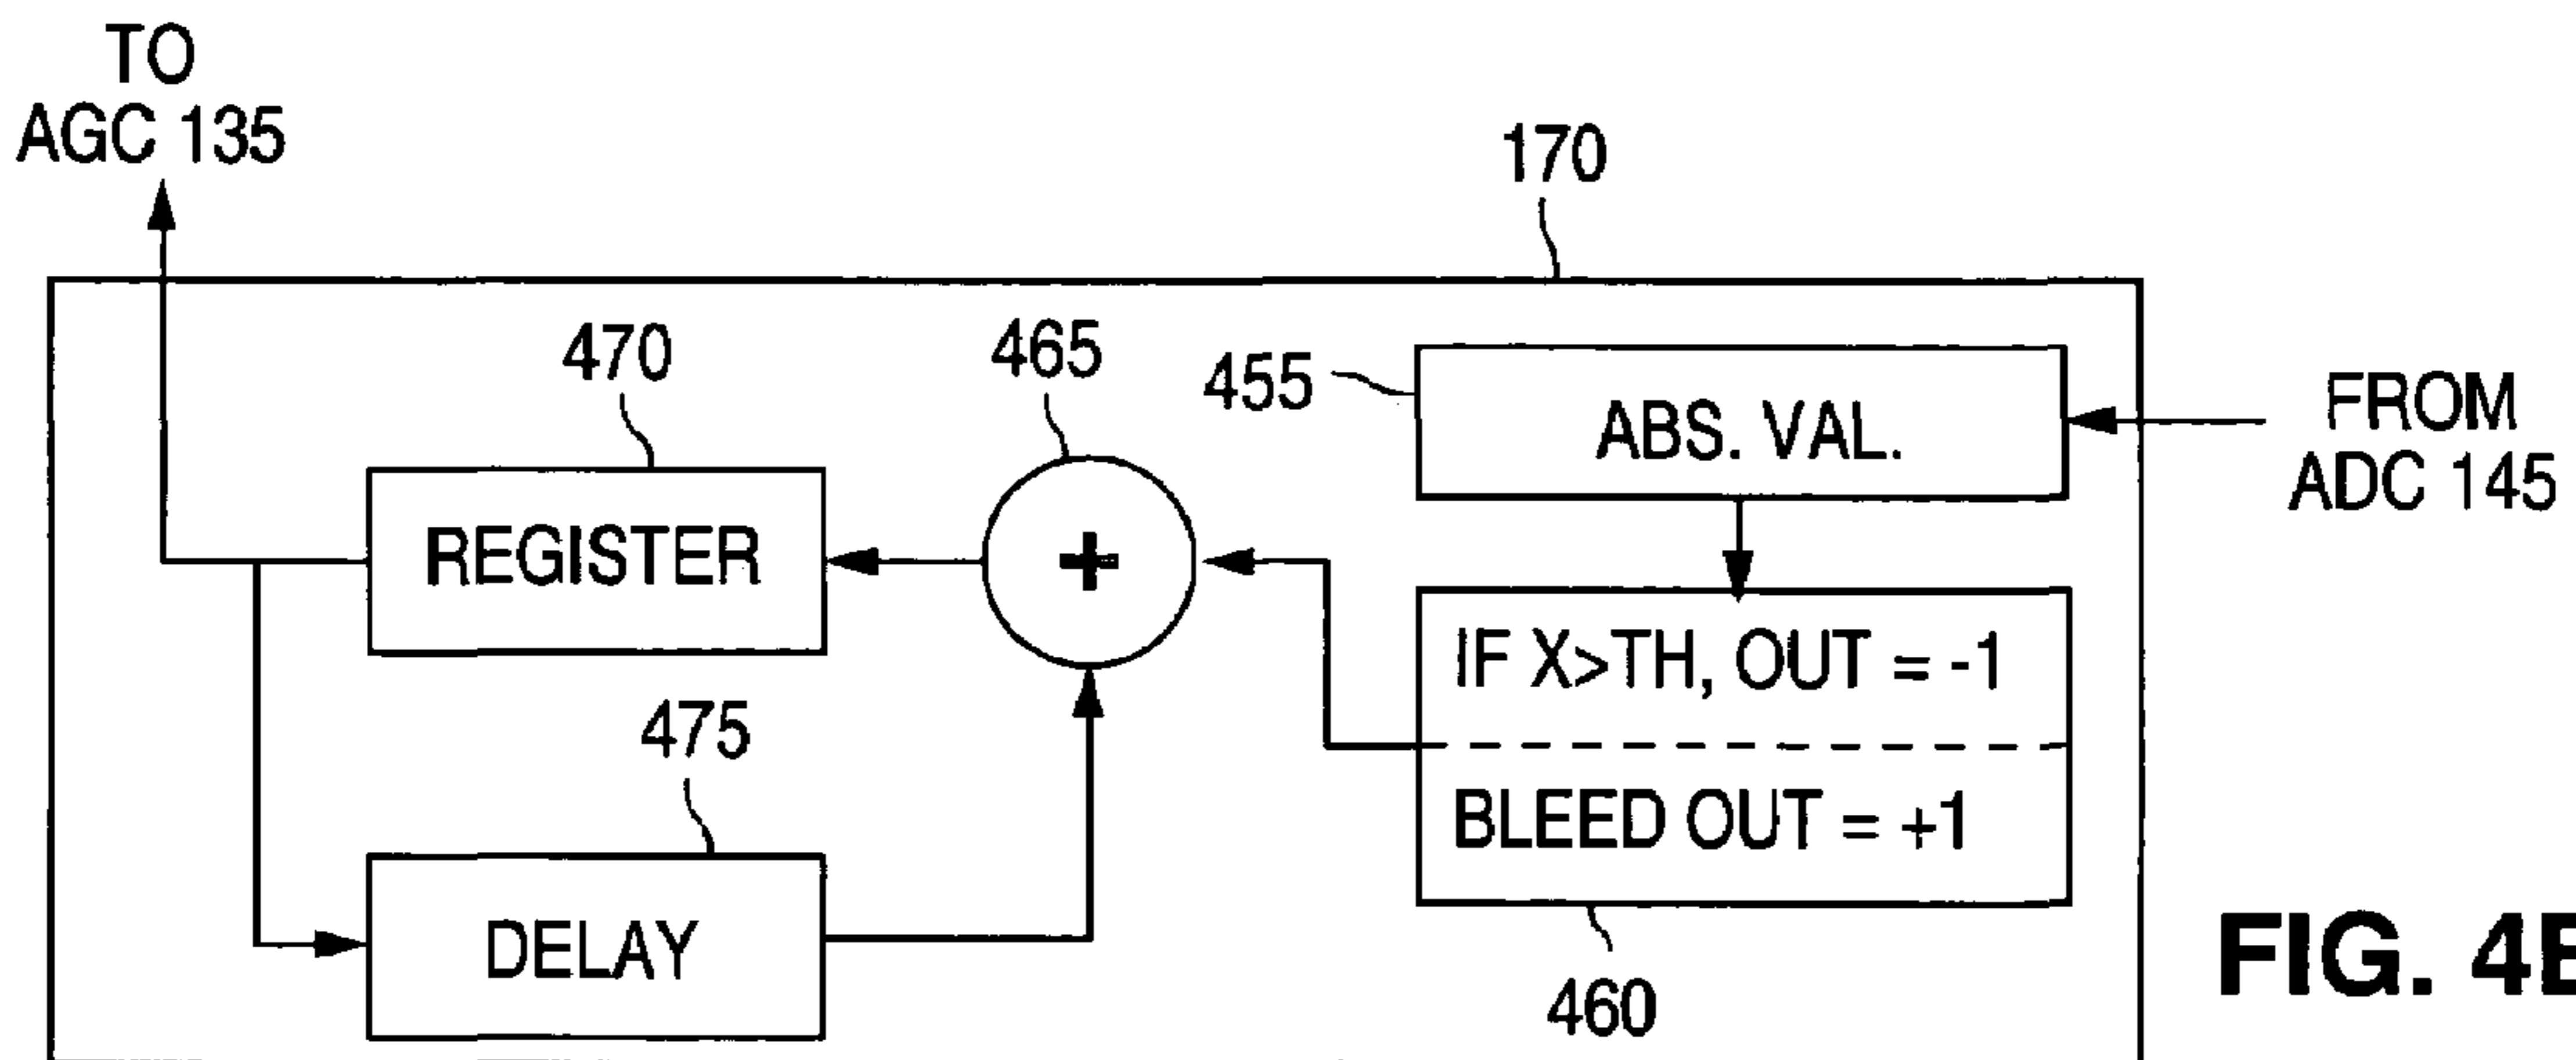 TO
AGC 135
170
470
465
455
ABS. VAL.
FROM
ADC 145
REGISTER
+
IF X>TH, OUT = -1
BLEED OUT = +1
475
DELAY
460
FIG.